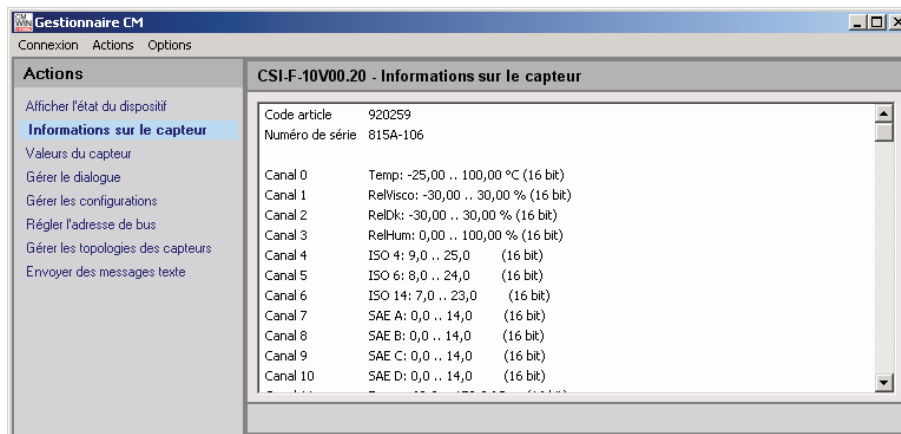 Gestionnaire CM
Connexion Actions Options
Actions
Afficher l'état du dispositif
Informations sur le capteur
Valeurs du capteur
Gérer le dialogue
Gérer les configurations
Régler l'adresse de bus
Gérer les topologies des capteurs
Envoyer des messages texte
CSI-F-10V00.20 - Informations sur le capteur
Code article 920259
Numéro de série 815A-106
Canal 0 Temp: -25,00 .. 100,00 °C (16 bit)
Canal 1 RelVisco: -30,00 .. 30,00 % (16 bit)
Canal 2 RelDk: -30,00 .. 30,00 % (16 bit)
Canal 3 RelHum: 0,00 .. 100,00 % (16 bit)
Canal 4 ISO 4: 9,0 .. 25,0 (16 bit)
Canal 5 ISO 6: 8,0 .. 24,0 (16 bit)
Canal 6 ISO 14: 7,0 .. 23,0 (16 bit)
Canal 7 SAE A: 0,0 .. 14,0 (16 bit)
Canal 8 SAE B: 0,0 .. 14,0 (16 bit)
Canal 9 SAE C: 0,0 .. 14,0 (16 bit)
Canal 10 SAE D: 0,0 .. 14,0 (16 bit)